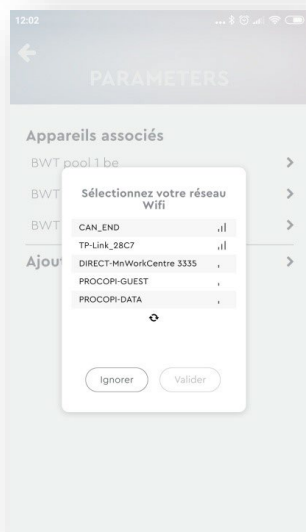 12:02
PARAMETERS
Appareils associés
BWT pool 1 be
BWT
BWT
Ajou
Sélectionnez votre réseau
Wifi
CAN_END
TP-Link_28C7
DIRECT-MnWorkCentre 3335
PROCOPI-GUEST
PROCOPI-DATA
Ignorer
Valider